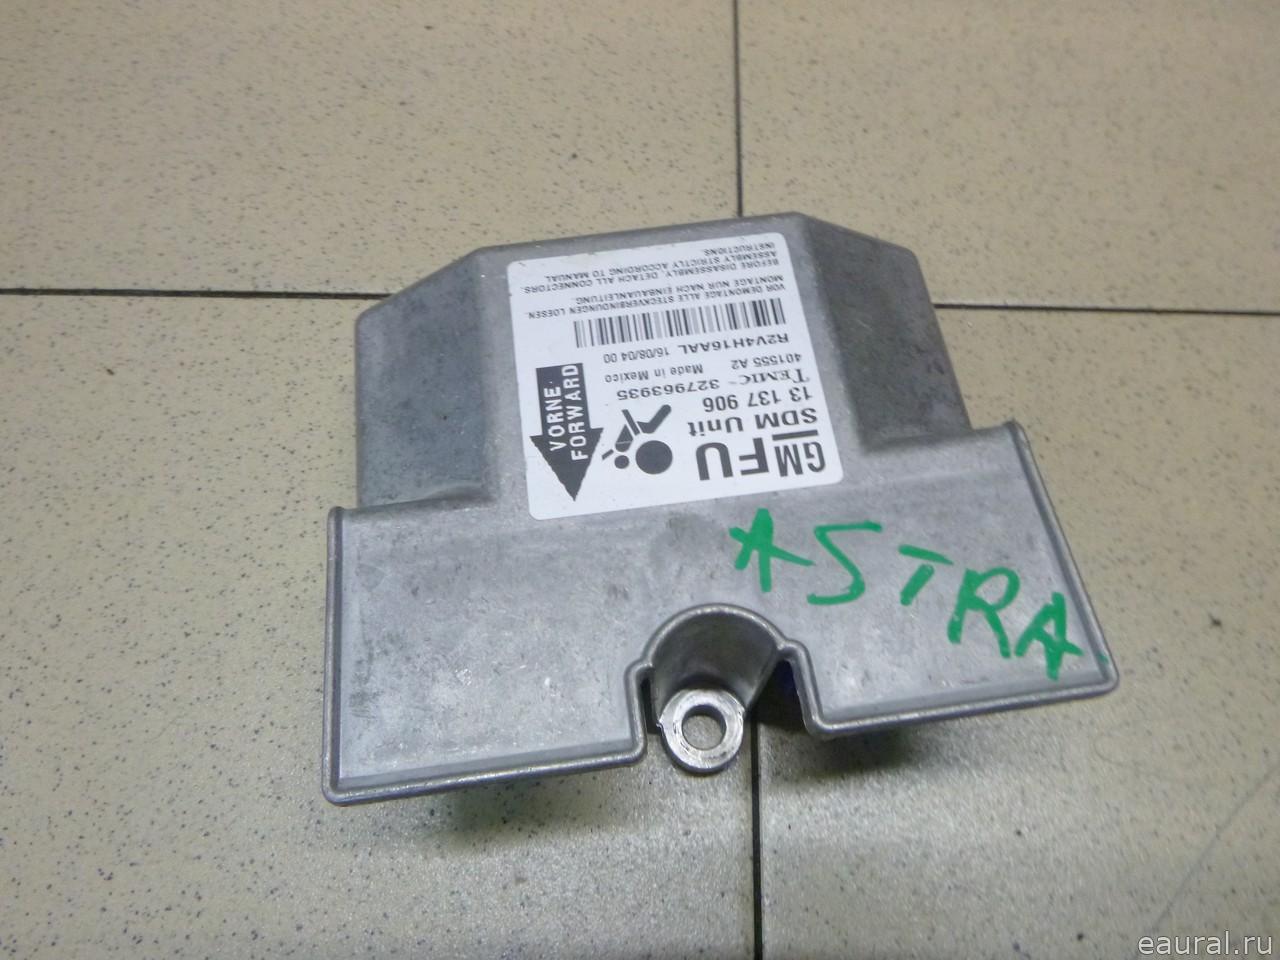 GM FU
SDM Unit
13 137 906
TEMIC 327963935
401555 A2 Made in Mexico
R2V4H16AAL 16/08/04 00
VORNE
FORWARD
VOR DEMONTAGE ALLE STECKVERBINDUNGEN LOESEN.
MONTAGE NUR NACH EINBAUANLEITUNG.
BEFORE DISASSEMBLY, DETACH ALL CONNECTORS.
ASSEMBLY STRICTLY ACCORDING TO MANUAL
INSTRUCTIONS.
ASTRA
eaural.ru